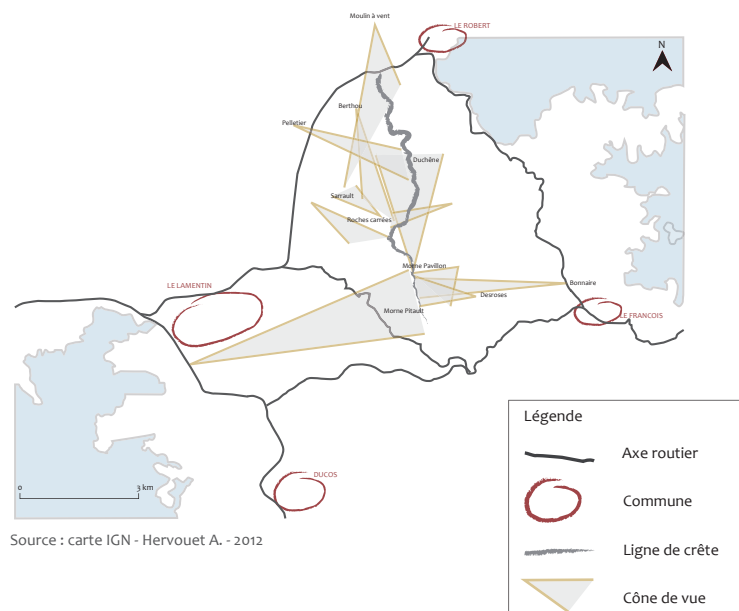 Moulin à vent
LE ROBERT
N
Berthou
Pelletier
Duchêne
Sarrault
Roches carrées
Morne Pavillon
Bonnaire
LE LAMENTIN
Desroses
Morne Pitault
LE FRANCOIS
DUCOS
0 3 km
Source : carte IGN - Hervouet A. - 2012
Légende
Axe routier
Commune
Ligne de crête
Cône de vue